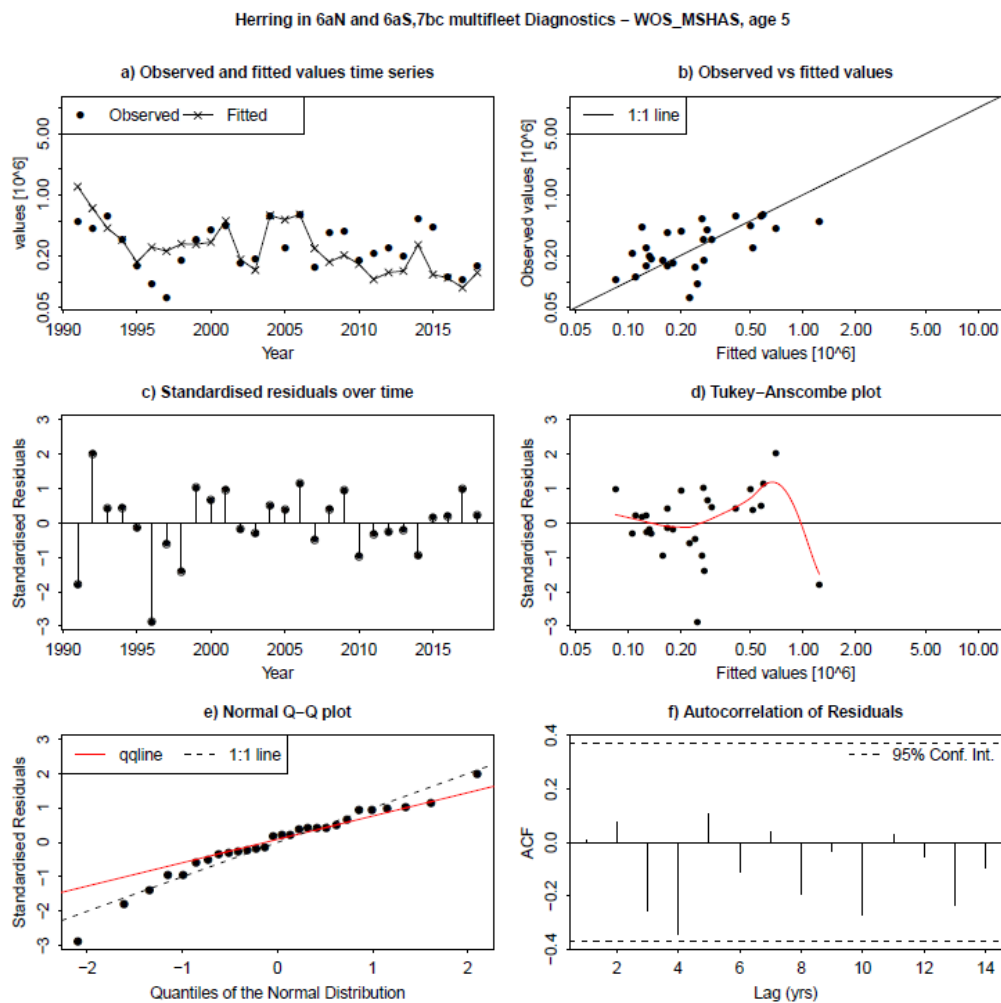 Herring in 6aN and 6aS,7bc multifleet Diagnostics − WOS_MSHAS, age 5
a) Observed and fitted values time series
Observed Fitted
values [10^6]
5.00
1.00
0.20
0.05
1990 1995 2000 2005 2010 2015
Year
b) Observed vs fitted values
1:1 line
Observed values [10^6]
5.00
1.00
0.20
0.05
0.05 0.10 0.20 0.50 1.00 2.00 5.00 10.00
Fitted values [10^6]
c) Standardised residuals over time
Standardised Residuals
3
2
1
0
−1
−2
−3
1990 1995 2000 2005 2010 2015
Year
d) Tukey−Anscombe plot
Standardised Residuals
3
2
1
0
−1
−2
−3
0.05 0.10 0.20 0.50 1.00 2.00 5.00 10.00
Fitted values [10^6]
e) Normal Q−Q plot
qqline 1:1 line
Standardised Residuals
3
2
1
0
−1
−2
−3
−2 −1 0 1 2
Quantiles of the Normal Distribution
f) Autocorrelation of Residuals
95% Conf. Int.
ACF
0.4
0.2
0.0
−0.2
−0.4
2 4 6 8 10 12 14
Lag (yrs)